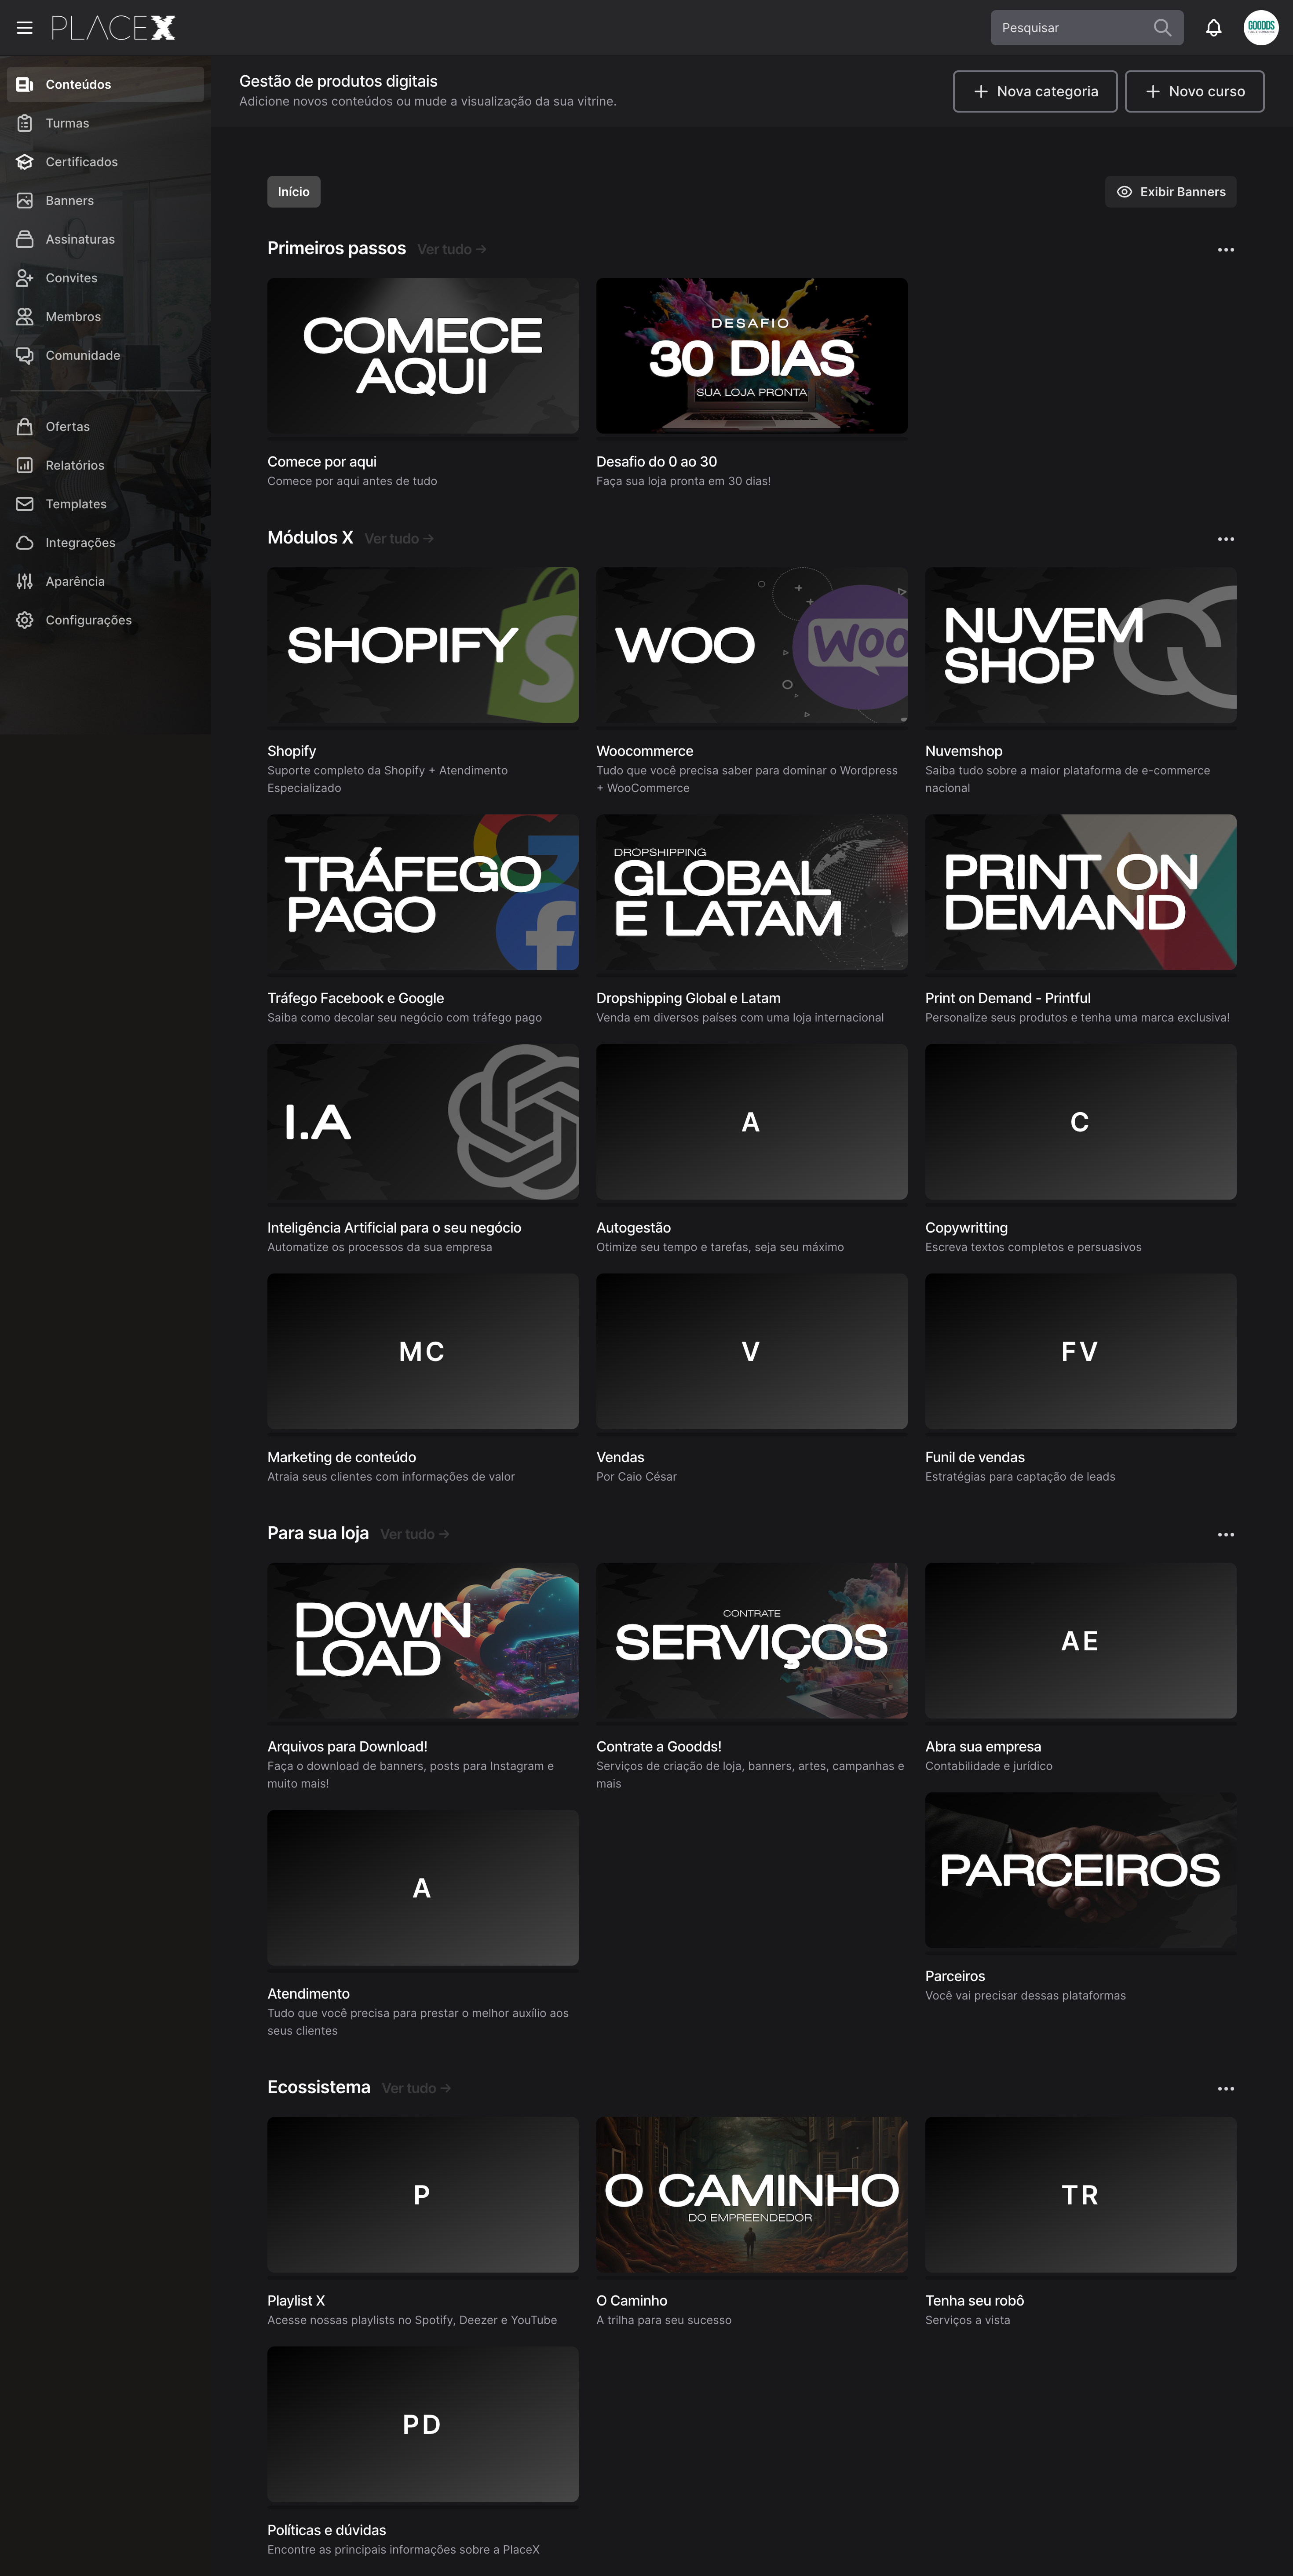 PLACEX
Pesquisar
GOODDS
Conteúdos
Turmas
Certificados
Banners
Assinaturas
Convites
Membros
Comunidade
Ofertas
Relatórios
Templates
Integrações
Aparência
Configurações
Gestão de produtos digitais
Adicione novos conteúdos ou mude a visualização da sua vitrine.
Nova categoria
Novo curso
Início
Exibir Banners
Primeiros passos Ver tudo
COMECE
AQUI
Comece por aqui
Comece por aqui antes de tudo
DESAFIO
30 DIAS
SUA LOJA PRONTA
Desafio do 0 ao 30
Faça sua loja pronta em 30 dias!
Módulos X Ver tudo
SHOPIFY
S
Shopify
Suporte completo da Shopify + Atendimento
Especializado
WOO
Woo
Woocommerce
Tudo que você precisa saber para dominar o Wordpress
+ WooCommerce
NUVEM
SHOP
Nuvemshop
Saiba tudo sobre a maior plataforma de e-commerce
nacional
TRÁFEGO
PAGO
Tráfego Facebook e Google
Saiba como decolar seu negócio com tráfego pago
DROPSHIPPING
GLOBAL
E LATAM
Dropshipping Global e Latam
Venda em diversos países com uma loja internacional
PRINT ON
DEMAND
Print on Demand - Printful
Personalize seus produtos e tenha uma marca exclusiva!
I.A
Inteligência Artificial para o seu negócio
Automatize os processos da sua empresa
A
Autogestão
Otimize seu tempo e tarefas, seja seu máximo
C
Copywritting
Escreva textos completos e persuasivos
MC
Marketing de conteúdo
Atraia seus clientes com informações de valor
V
Vendas
Por Caio César
FV
Funil de vendas
Estratégias para captação de leads
Para sua loja Ver tudo
DOWN
LOAD
Arquivos para Download!
Faça o download de banners, posts para Instagram e
muito mais!
CONTRATE
SERVIÇOS
Contrate a Goodds!
Serviços de criação de loja, banners, artes, campanhas e
mais
AE
Abra sua empresa
Contabilidade e jurídico
A
Atendimento
Tudo que você precisa para prestar o melhor auxílio aos
seus clientes
PARCEIROS
Parceiros
Você vai precisar dessas plataformas
Ecossistema Ver tudo
P
Playlist X
Acesse nossas playlists no Spotify, Deezer e YouTube
O CAMINHO
DO EMPREENDEDOR
O Caminho
A trilha para seu sucesso
TR
Tenha seu robô
Serviços a vista
PD
Políticas e dúvidas
Encontre as principais informações sobre a PlaceX